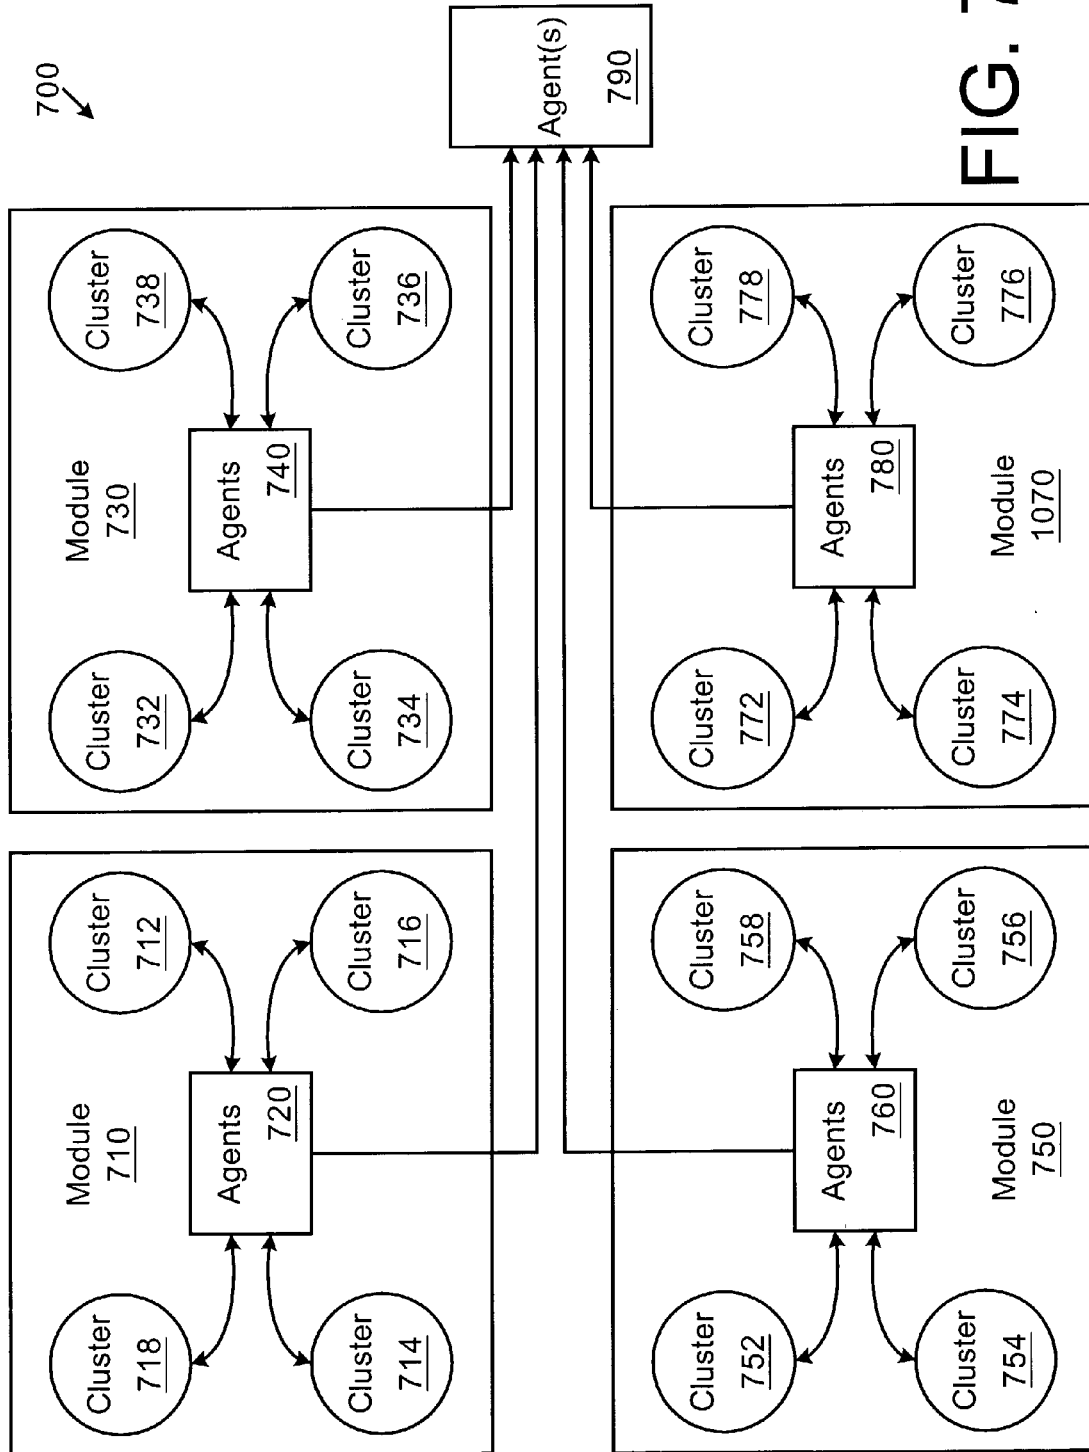 700
Module
710
Cluster
718
Cluster
712
Agents
720
Cluster
714
Cluster
716
Module
730
Cluster
732
Cluster
738
Agents
740
Cluster
734
Cluster
736
Agent(s)
790
Cluster
752
Cluster
758
Agents
760
Cluster
754
Cluster
756
Module
750
Cluster
772
Cluster
778
Agents
780
Cluster
774
Cluster
776
Module
1070
FIG. 7